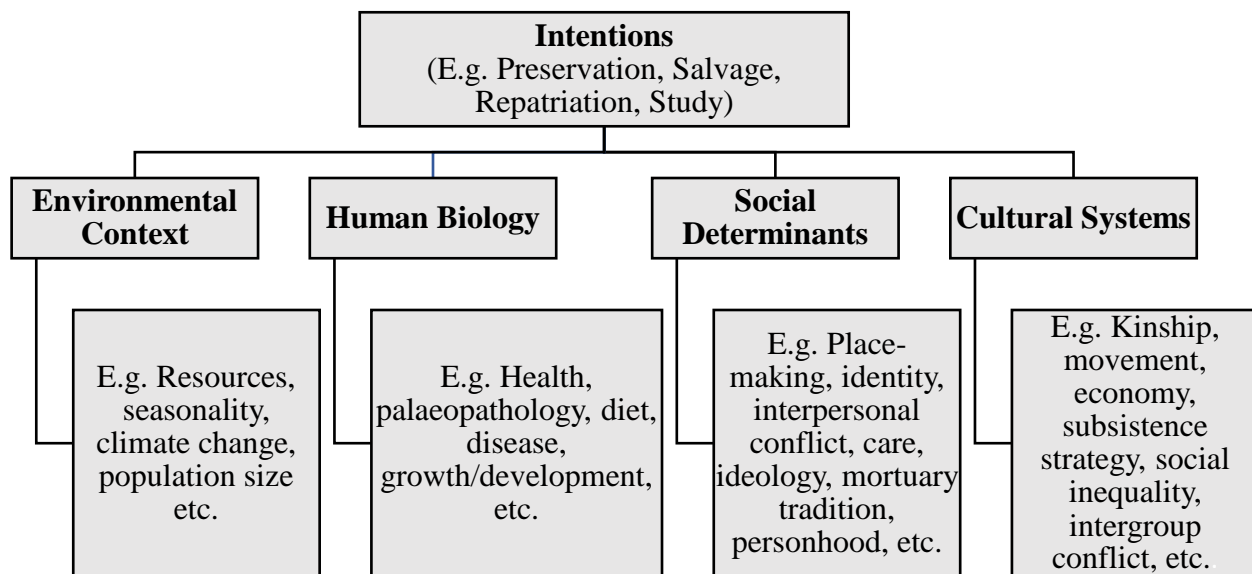 Intentions
(E.g. Preservation, Salvage,
Repatriation, Study)
Environmental
Context
Human Biology
Social
Determinants
Cultural Systems
E.g. Resources,
seasonality,
climate change,
population size
etc.
E.g. Health,
palaeopathology, diet,
disease,
growth/development,
etc.
E.g. Place-
making, identity,
interpersonal
conflict, care,
ideology, mortuary
tradition,
personhood, etc.
E.g. Kinship,
movement,
economy,
subsistence
strategy, social
inequality,
intergroup
conflict, etc.